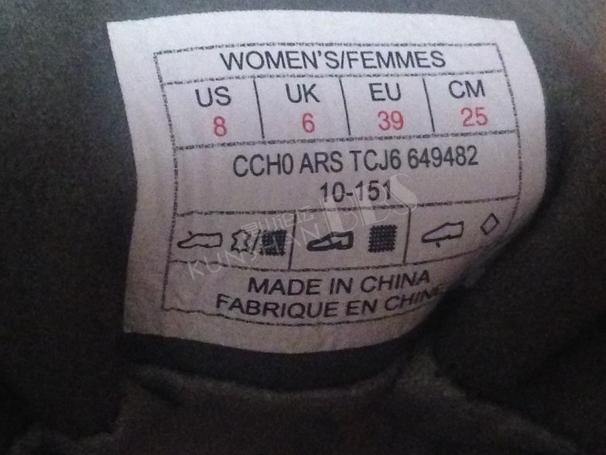 WOMEN'S/FEMMES
US UK EU CM
8 6 39 25
CCH0 ARS TCJ6 649482
10-151
MADE IN CHINA
FABRIQUE EN CHINE